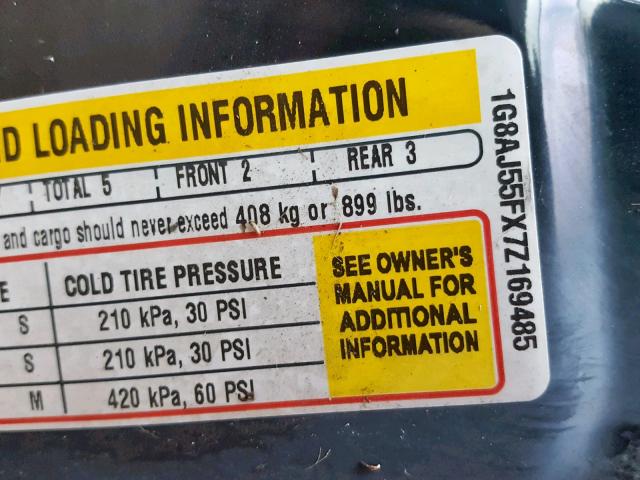 D LOADING INFORMATION
TOTAL 5 FRONT 2 REAR 3
and cargo should never exceed 408 kg or 899 lbs.
E COLD TIRE PRESSURE
S 210 kPa, 30 PSI
S 210 kPa, 30 PSI
M 420 kPa, 60 PSI
SEE OWNER'S
MANUAL FOR
ADDITIONAL
INFORMATION
1G8AJ55FX7Z169485